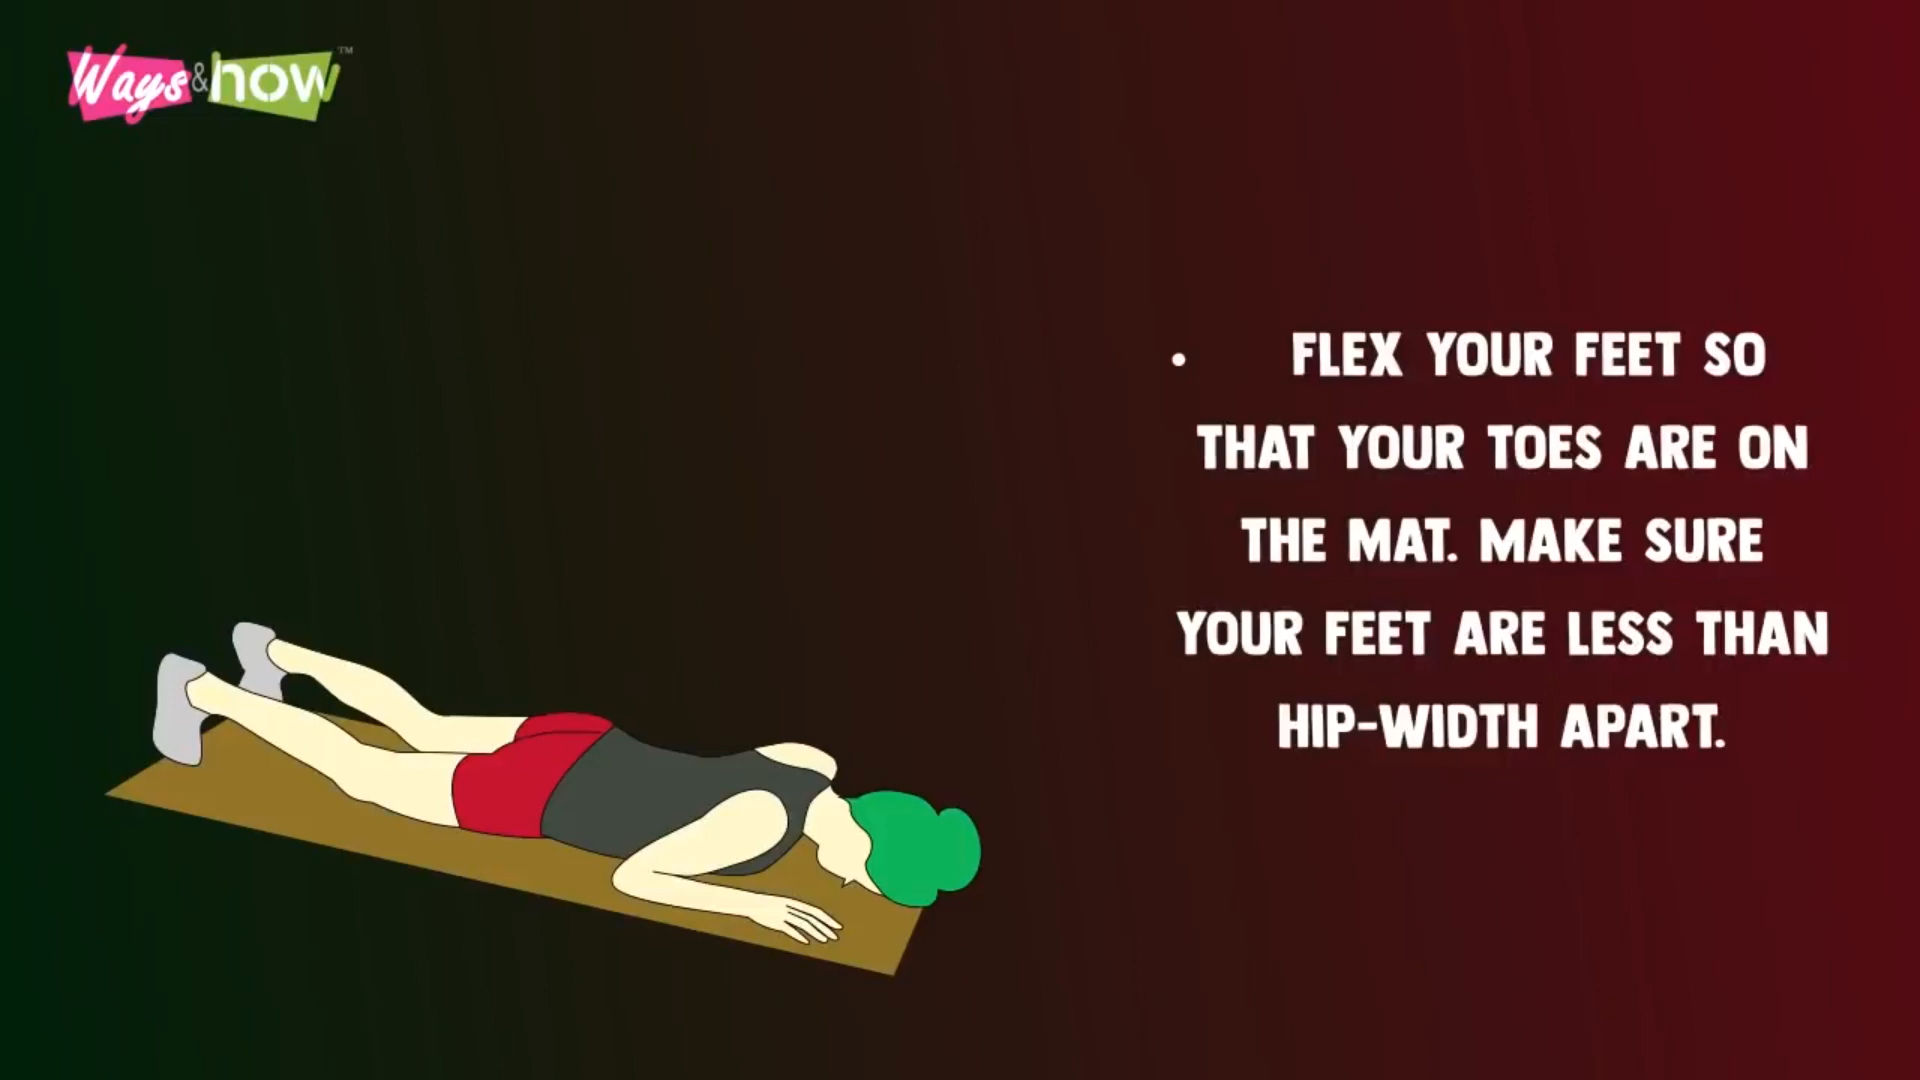 Ways&how™
• FLEX YOUR FEET SO
THAT YOUR TOES ARE ON
THE MAT. MAKE SURE
YOUR FEET ARE LESS THAN
HIP-WIDTH APART.